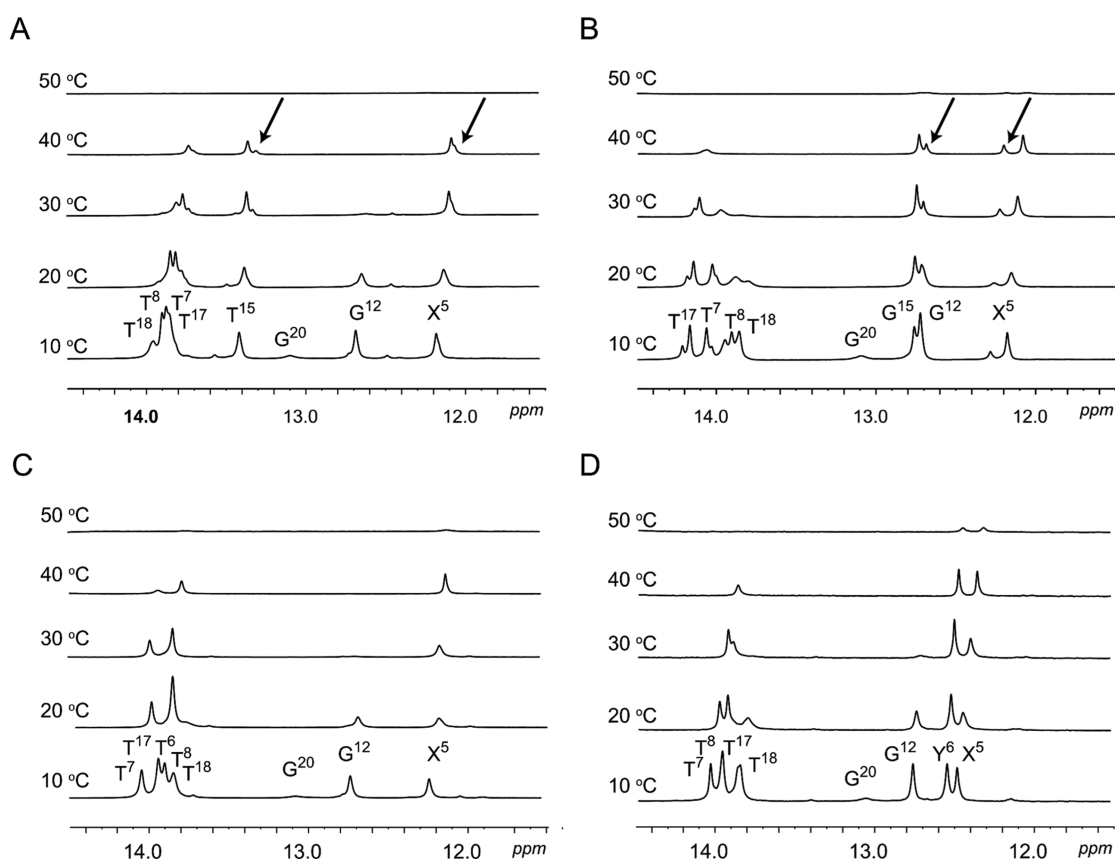 A
50 °C
40 °C
30 °C
20 °C
10 °C
T¹⁸ T⁸ T⁷ T¹⁷ T¹⁵ G²⁰ G¹² X⁵
14.0 13.0 12.0 ppm
B
50 °C
40 °C
30 °C
20 °C
10 °C
T¹⁷ T⁷ T⁸ T¹⁸ G²⁰ G¹⁵ G¹² X⁵
14.0 13.0 12.0 ppm
C
50 °C
40 °C
30 °C
20 °C
10 °C
T⁷ T¹⁷ T⁶ T⁸ T¹⁸ G²⁰ G¹² X⁵
14.0 13.0 12.0 ppm
D
50 °C
40 °C
30 °C
20 °C
10 °C
T⁷ T⁸ T¹⁷ T¹⁸ G²⁰ G¹² Y⁶ X⁵
14.0 13.0 12.0 ppm